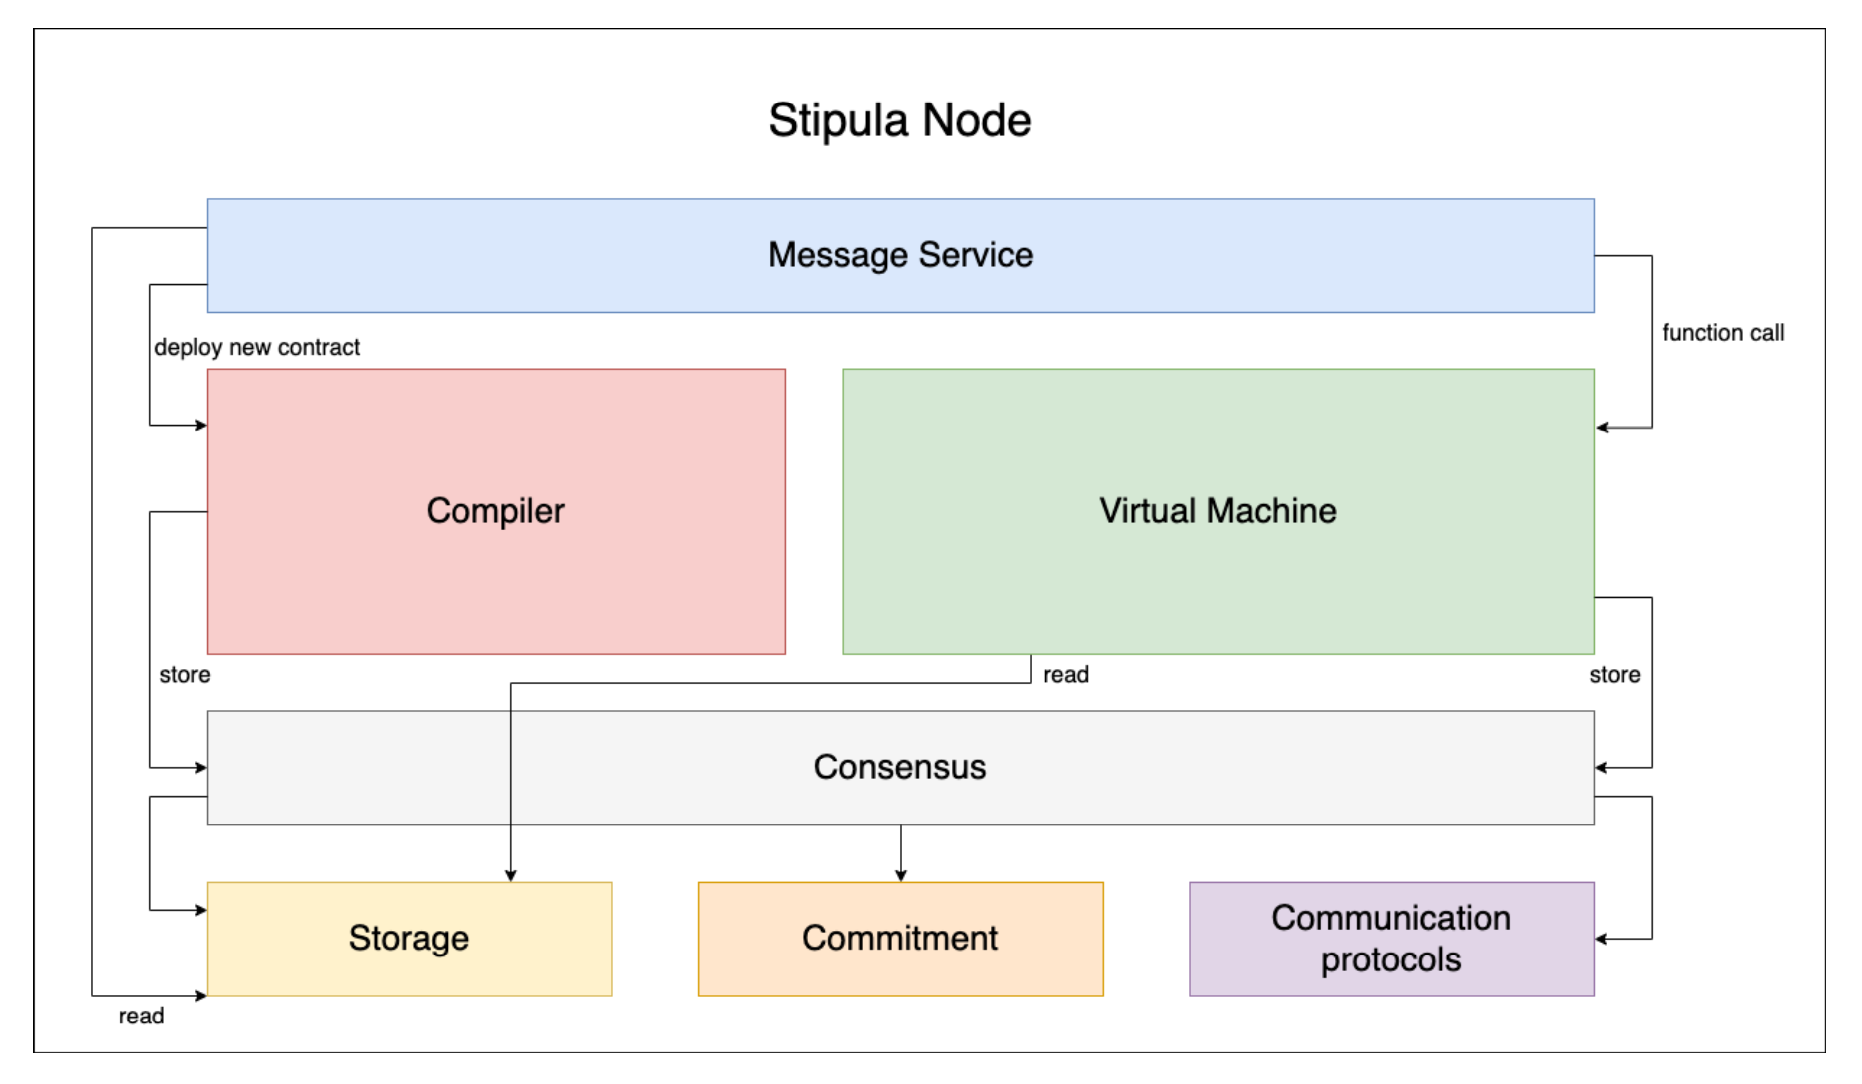 Stipula Node
Message Service
deploy new contract
function call
Compiler
Virtual Machine
store
read
store
Consensus
Storage
Commitment
Communication
protocols
read